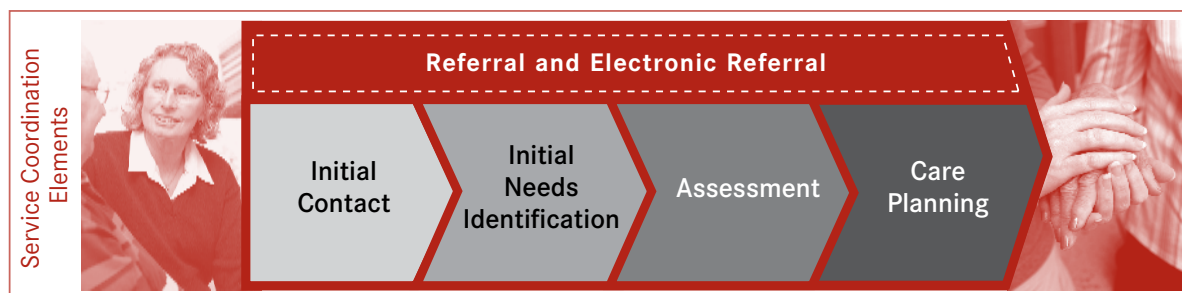 Service Coordination
Elements
Referral and Electronic Referral
Initial
Contact
Initial
Needs
Identification
Assessment
Care
Planning